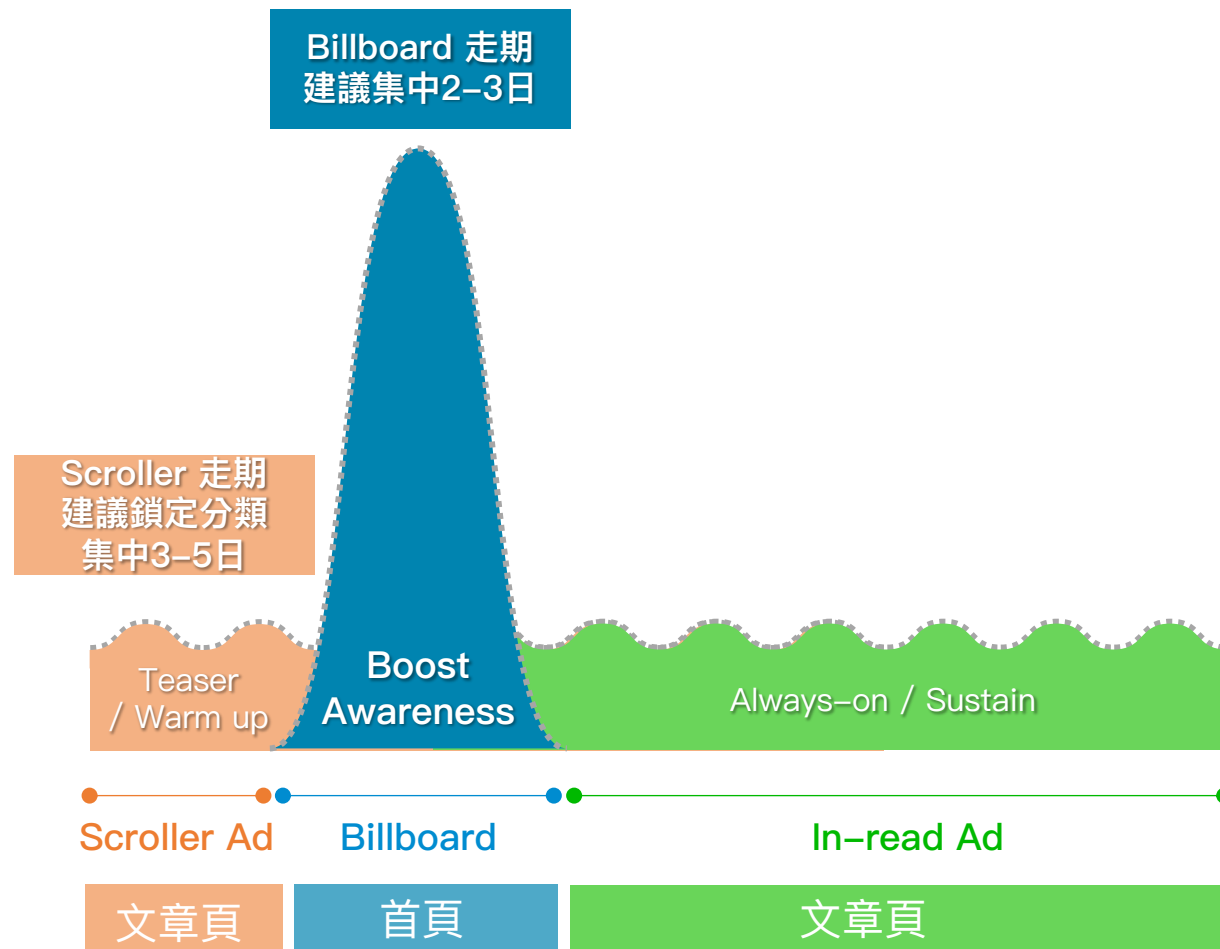 Billboard 走期
建議集中2–3日
Scroller 走期
建議鎖定分類
集中3–5日
Teaser
/ Warm up
Boost
Awareness
Always–on / Sustain
Scroller Ad
Billboard
In–read Ad
文章頁
首頁
文章頁